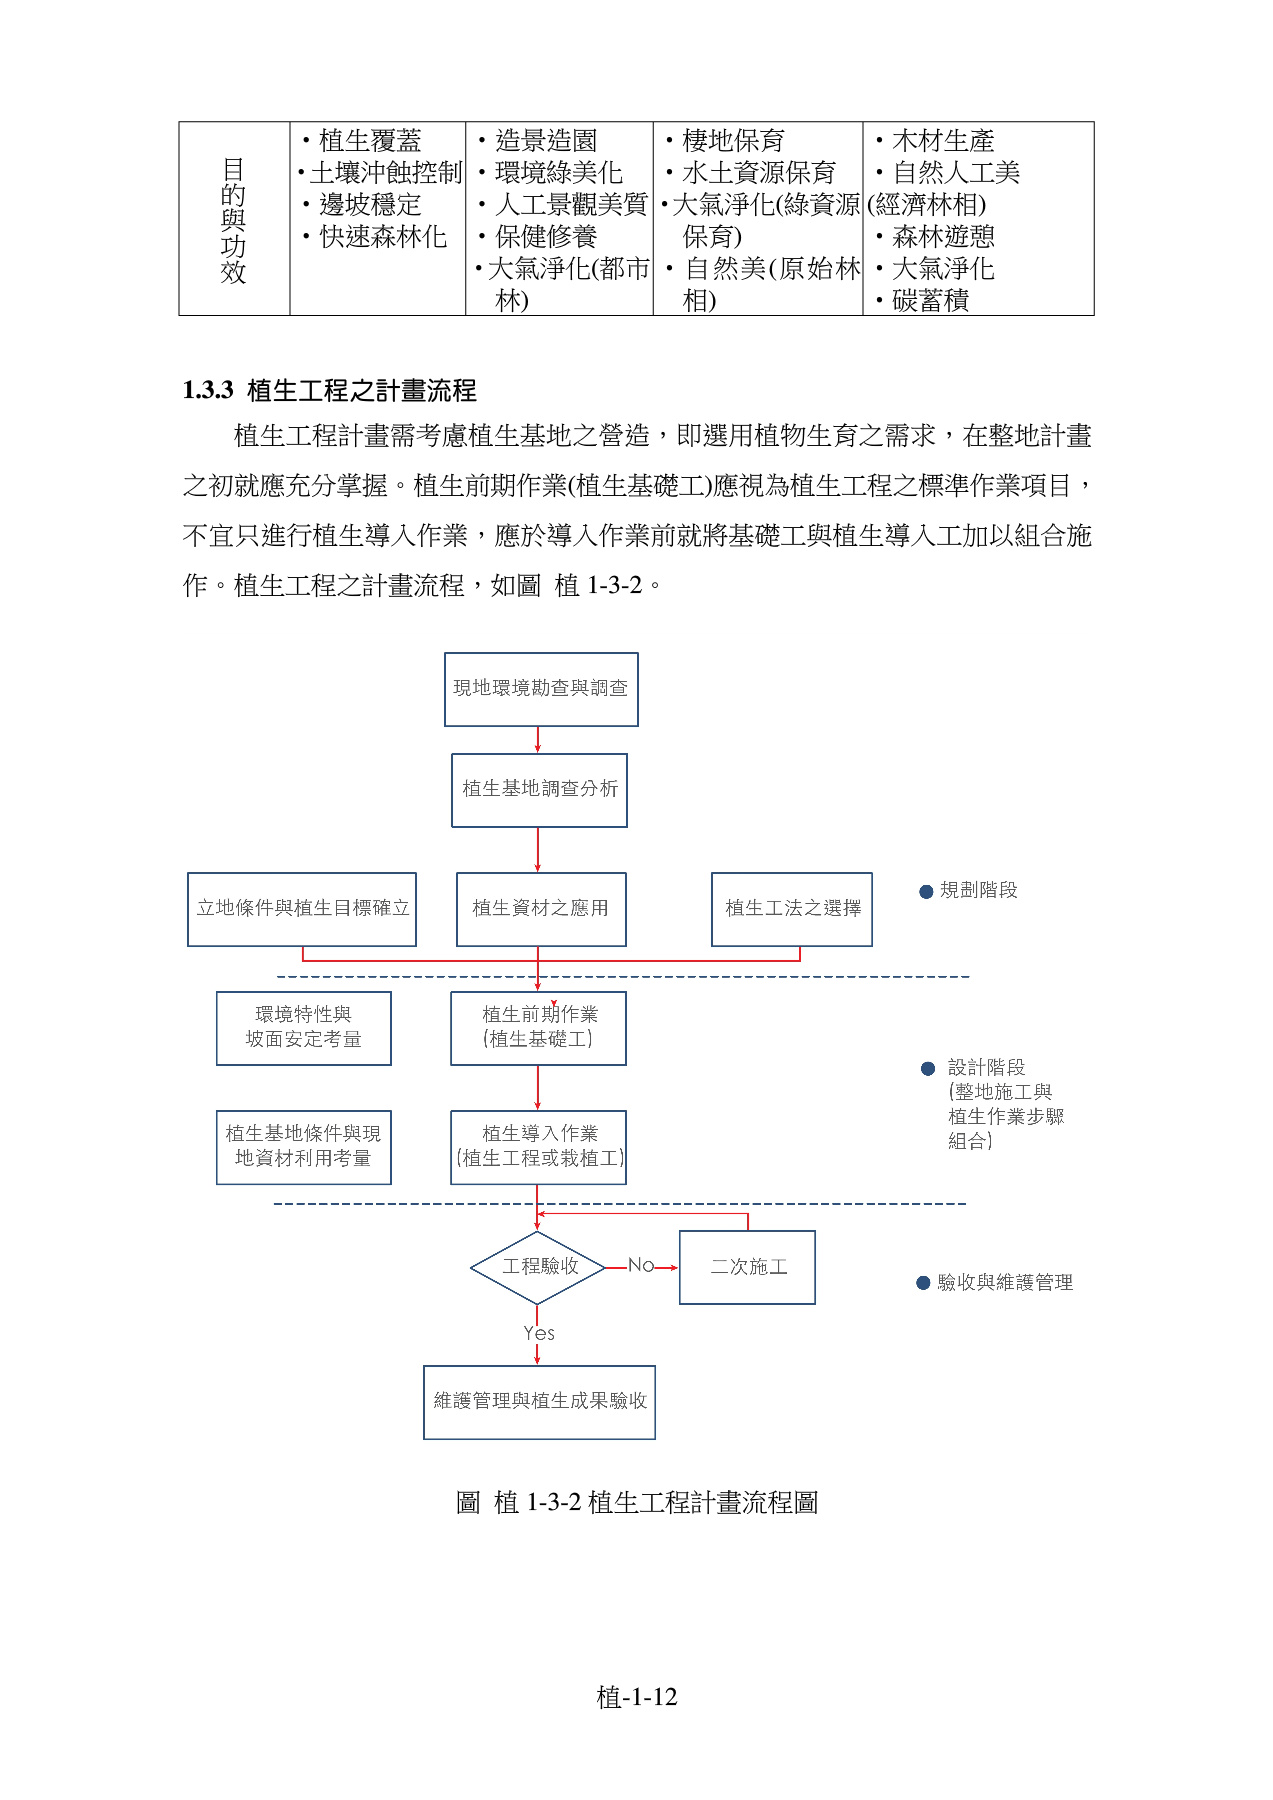 目的與功效
・植生覆蓋
・土壤沖蝕控制
・邊坡穩定
・快速森林化
・造景造園
・環境綠美化
・人工景觀美質
・保健修養
・大氣淨化(都市
林)
・棲地保育
・水土資源保育
・大氣淨化(綠資源
保育)
・自然美(原始林
相)
・木材生產
・自然人工美
(經濟林相)
・森林遊憩
・大氣淨化
・碳蓄積
1.3.3 植生工程之計畫流程
植生工程計畫需考慮植生基地之營造，即選用植物生育之需求，在整地計畫
之初就應充分掌握。植生前期作業(植生基礎工)應視為植生工程之標準作業項目，
不宜只進行植生導入作業，應於導入作業前就將基礎工與植生導入工加以組合施
作。植生工程之計畫流程，如圖 植 1-3-2。
現地環境勘查與調查
植生基地調查分析
立地條件與植生目標確立
植生資材之應用
植生工法之選擇
● 規劃階段
環境特性與
坡面安定考量
植生前期作業
(植生基礎工)
● 設計階段
(整地施工與
植生作業步驟
組合)
植生基地條件與現
地資材利用考量
植生導入作業
(植生工程或栽植工)
工程驗收
No
二次施工
● 驗收與維護管理
Yes
維護管理與植生成果驗收
圖 植 1-3-2 植生工程計畫流程圖
植-1-12